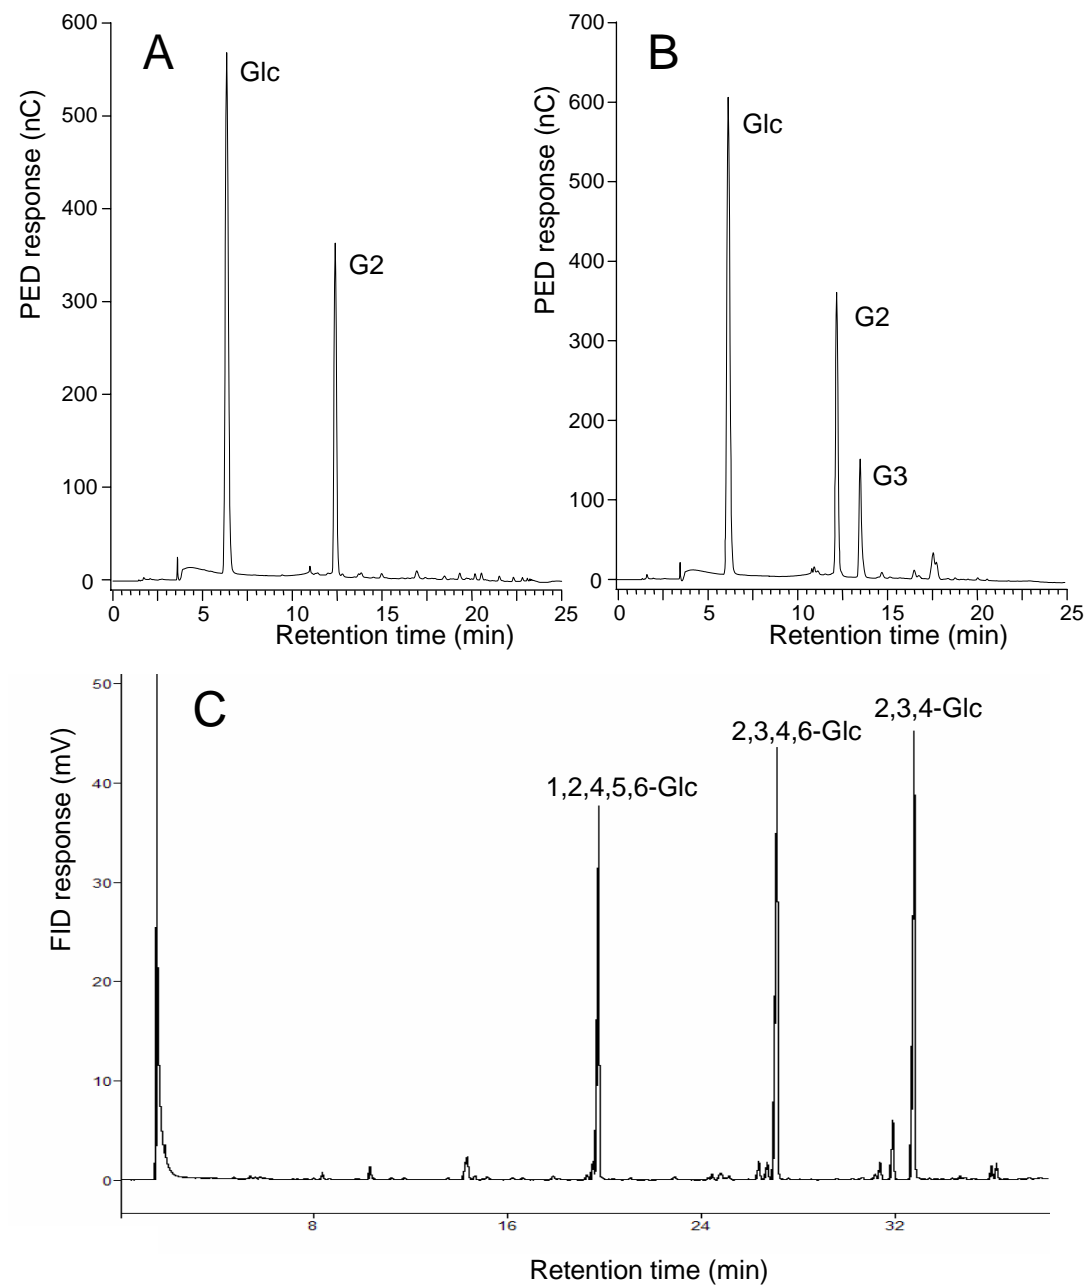 A
PED response (nC)
600
500
400
300
200
100
0
Glc
G2
0 5 10 15 20 25
Retention time (min)
B
PED response (nC)
700
600
500
400
300
200
100
0
Glc
G2
G3
0 5 10 15 20 25
Retention time (min)
C
FID response (mV)
50
40
30
20
10
0
1,2,4,5,6-Glc
2,3,4,6-Glc
2,3,4-Glc
8 16 24 32
Retention time (min)